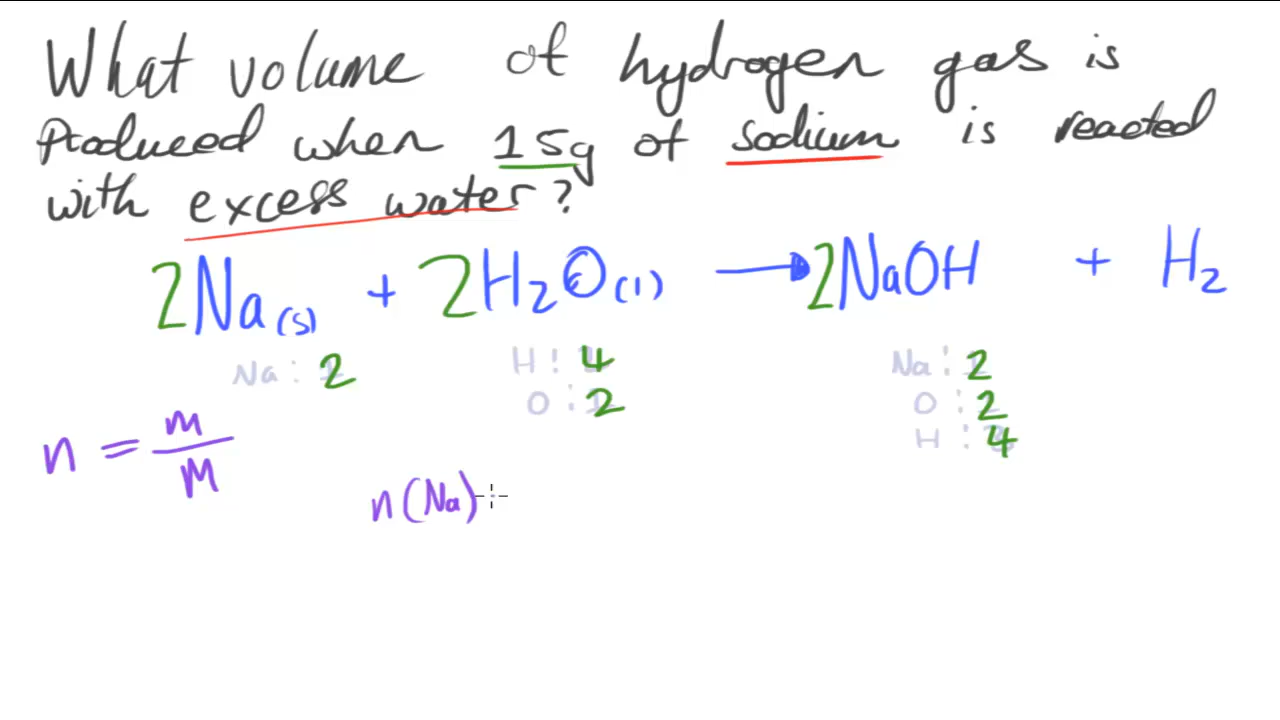 What volume of hydrogen gas is
produced when 15g of sodium is reacted
with excess water?
2Na(s) + 2H2O(l) → 2NaOH + H2
Na: 2 H: 4 Na: 2
O: 2 O: 2
H: 4
n = m/M
n(Na)